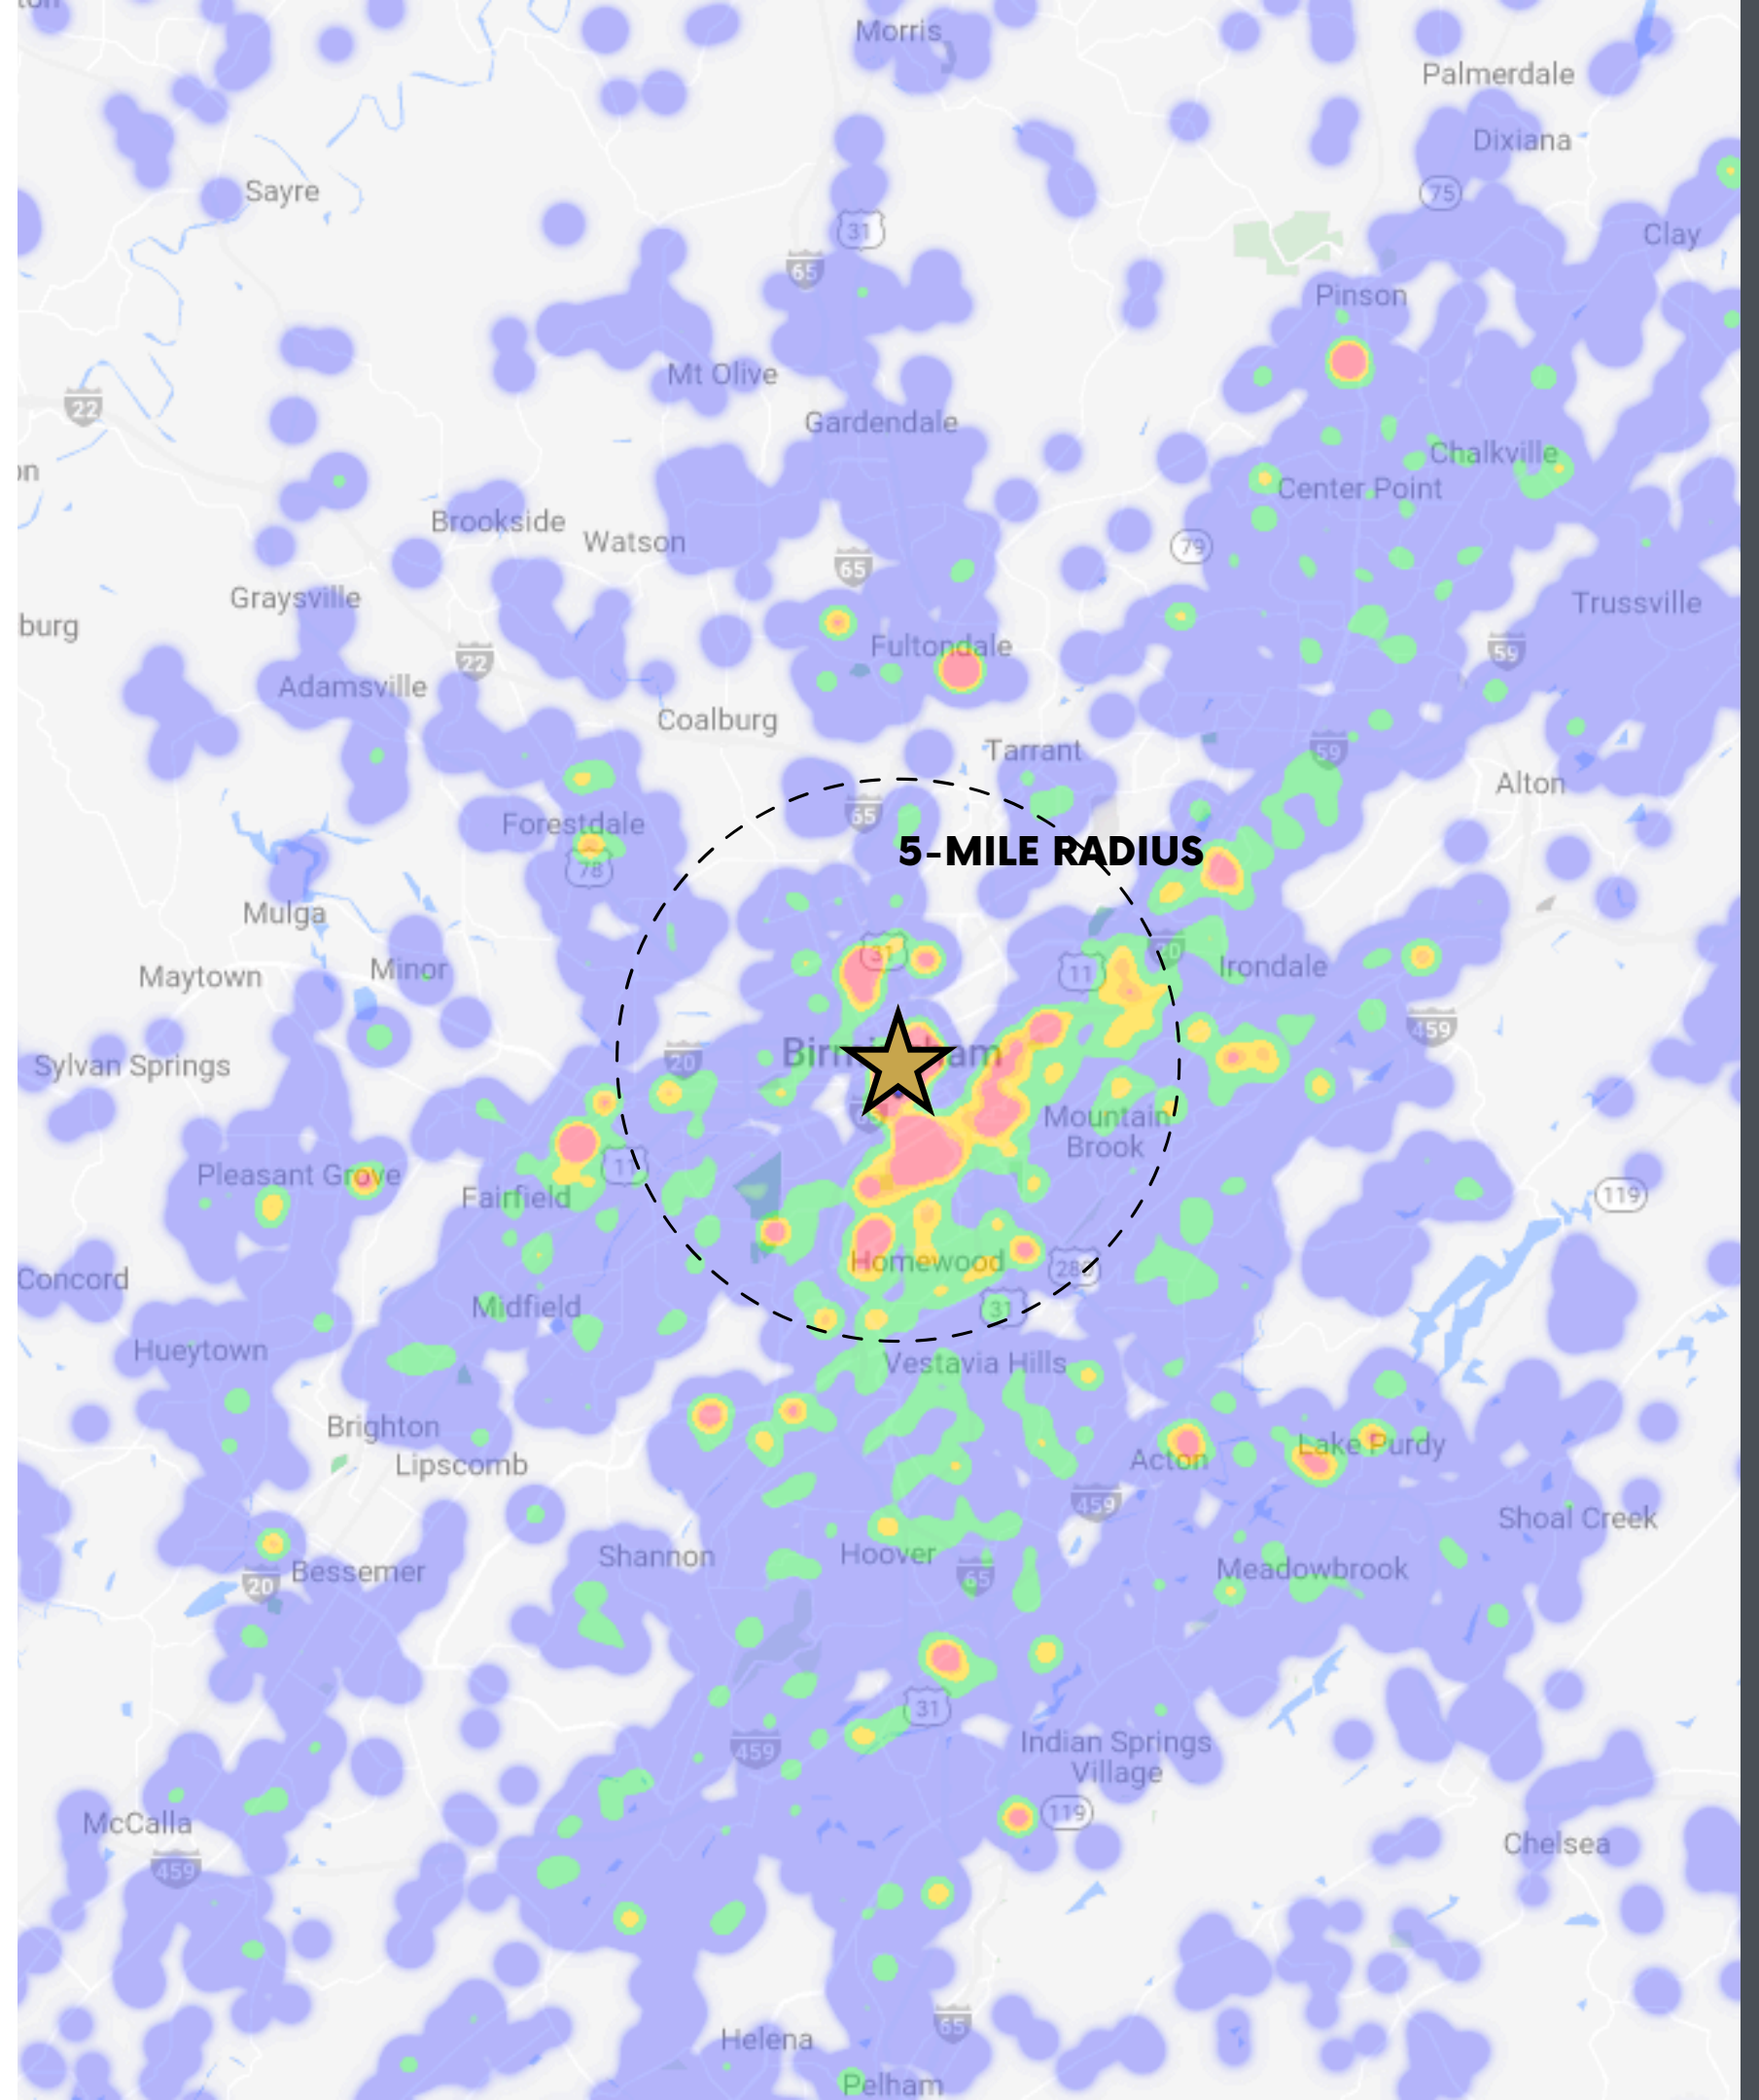 Morris
Palmerdale
Dixiana
75
Sayre
31
Clay
65
Pinson
Mt Olive
22
Gardendale
Chalkville
Center Point
Brookside
Watson
79
65
Graysville
Trussville
burg
Fultondale
59
22
Adamsville
Coalburg
Tarrant
59
Alton
65
Forestdale
5-MILE RADIUS
78
Mulga
31
Minor
11
20
Irondale
Maytown
459
Birmingham
20
Sylvan Springs
Mountain
Brook
11
Pleasant Grove
119
Fairfield
Homewood
280
Concord
Midfield
31
Hueytown
Vestavia Hills
Brighton
Lake Purdy
Acton
Lipscomb
459
Shoal Creek
Shannon
Hoover
Bessemer
65
Meadowbrook
20
31
459
Indian Springs
Village
119
McCalla
Chelsea
459
65
Helena
Pelham